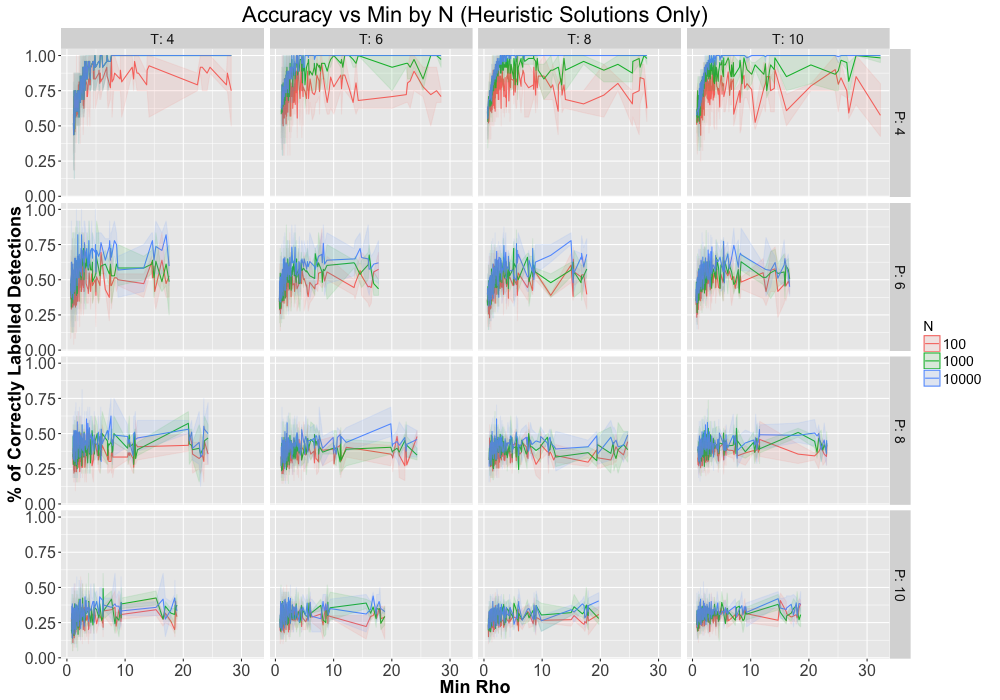 Accuracy vs Min by N (Heuristic Solutions Only)
T: 4 T: 6 T: 8 T: 10
1.00
0.75
0.50
0.25
0.00
P: 4
1.00
0.75
0.50
0.25
0.00
P: 6
1.00
0.75
0.50
0.25
0.00
P: 8
1.00
0.75
0.50
0.25
0.00
P: 10
0 10 20 30 0 10 20 30 0 10 20 30 0 10 20 30
Min Rho
% of Correctly Labelled Detections
N
100
1000
10000